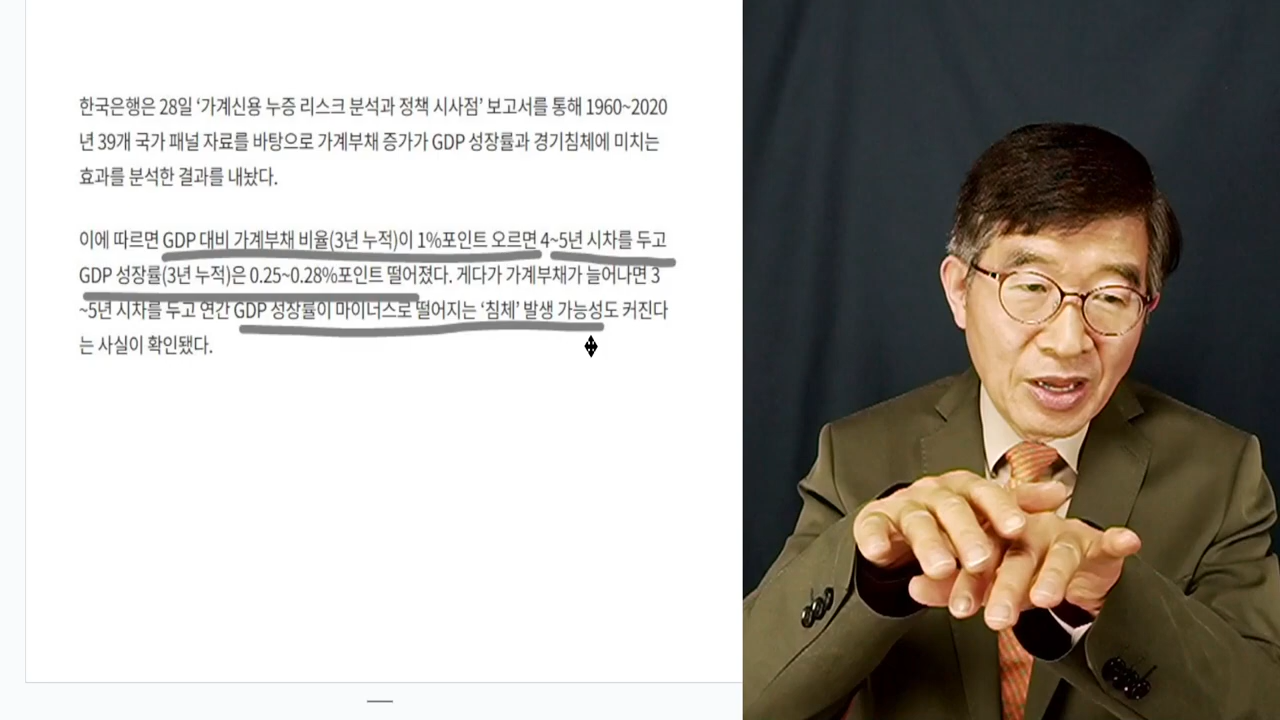 한국은행은 28일 ‘가계신용 누증 리스크 분석과 정책 시사점’ 보고서를 통해 1960~2020
년 39개 국가 패널 자료를 바탕으로 가계부채 증가가 GDP 성장률과 경기침체에 미치는
효과를 분석한 결과를 내놨다.
이에 따르면 GDP 대비 가계부채 비율(3년 누적)이 1%포인트 오르면 4~5년 시차를 두고
GDP 성장률(3년 누적)은 0.25~0.28%포인트 떨어졌다. 게다가 가계부채가 늘어나면 3
~5년 시차를 두고 연간 GDP 성장률이 마이너스로 떨어지는 ‘침체’ 발생 가능성도 커진다
는 사실이 확인됐다.